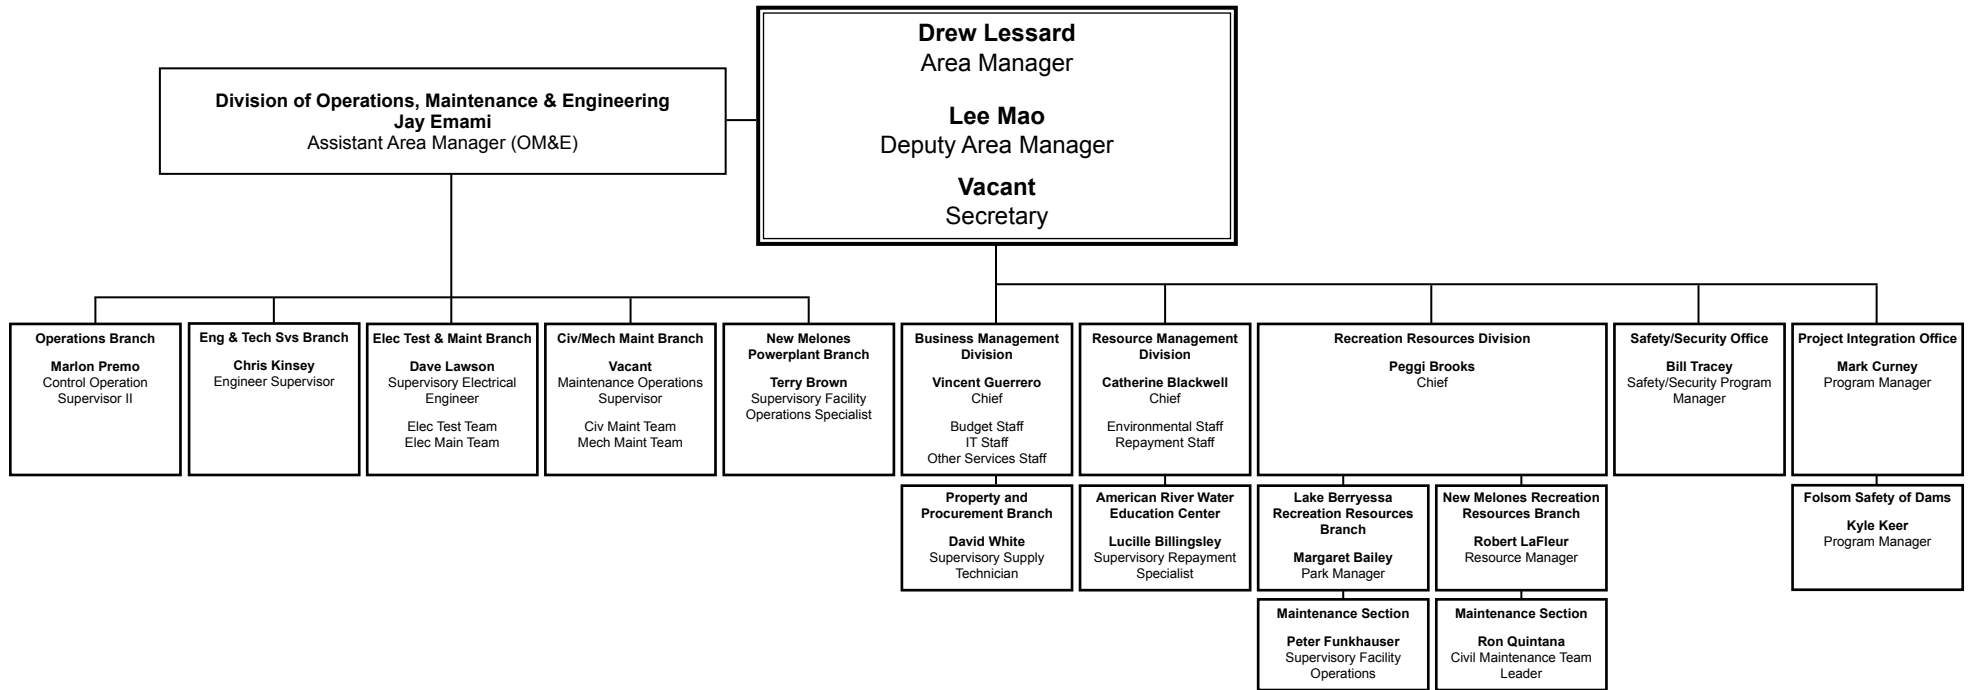 Drew Lessard
Area Manager
Lee Mao
Deputy Area Manager
Vacant
Secretary
Division of Operations, Maintenance & Engineering
Jay Emami
Assistant Area Manager (OM&E)
Operations Branch
Marlon Premo
Control Operation
Supervisor II
Eng & Tech Svs Branch
Chris Kinsey
Engineer Supervisor
Elec Test & Maint Branch
Dave Lawson
Supervisory Electrical
Engineer
Elec Test Team
Elec Main Team
Civ/Mech Maint Branch
Vacant
Maintenance Operations
Supervisor
Civ Maint Team
Mech Maint Team
New Melones
Powerplant Branch
Terry Brown
Supervisory Facility
Operations Specialist
Business Management
Division
Vincent Guerrero
Chief
Budget Staff
IT Staff
Other Services Staff
Resource Management
Division
Catherine Blackwell
Chief
Environmental Staff
Repayment Staff
Recreation Resources Division
Peggi Brooks
Chief
Safety/Security Office
Bill Tracey
Safety/Security Program
Manager
Project Integration Office
Mark Curney
Program Manager
Property and
Procurement Branch
David White
Supervisory Supply
Technician
American River Water
Education Center
Lucille Billingsley
Supervisory Repayment
Specialist
Lake Berryessa
Recreation Resources
Branch
Margaret Bailey
Park Manager
New Melones Recreation
Resources Branch
Robert LaFleur
Resource Manager
Folsom Safety of Dams
Kyle Keer
Program Manager
Maintenance Section
Peter Funkhauser
Supervisory Facility
Operations
Maintenance Section
Ron Quintana
Civil Maintenance Team
Leader